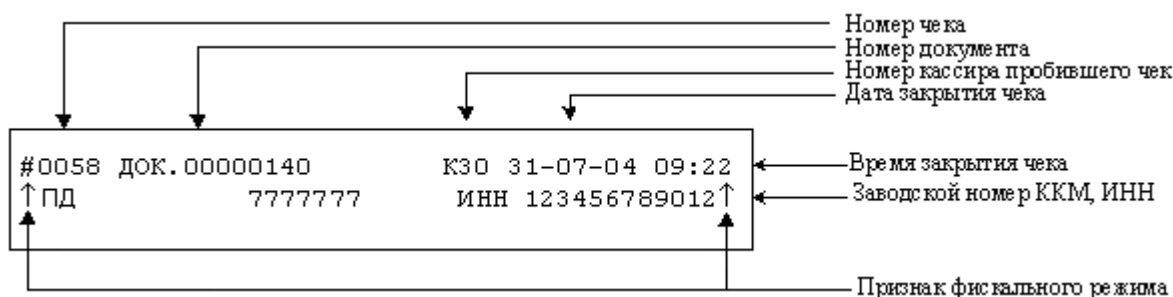 Номер чека
Номер документа
Номер кассира пробившего чек
Дата закрытия чека
#0058 ДОК.00000140 К30 31-07-04 09:22
Время закрытия чека
↑ПД 7777777 ИНН 123456789012↑
Заводской номер ККМ, ИНН
Признак фискального режима